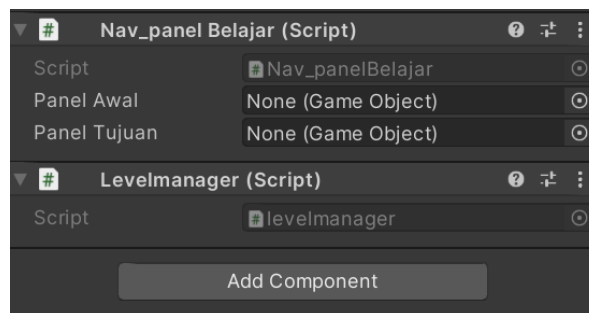 # Nav_panel Belajar (Script)
Script #Nav_panelBelajar
Panel Awal None (Game Object)
Panel Tujuan None (Game Object)
# Levelmanager (Script)
Script #levelmanager
Add Component